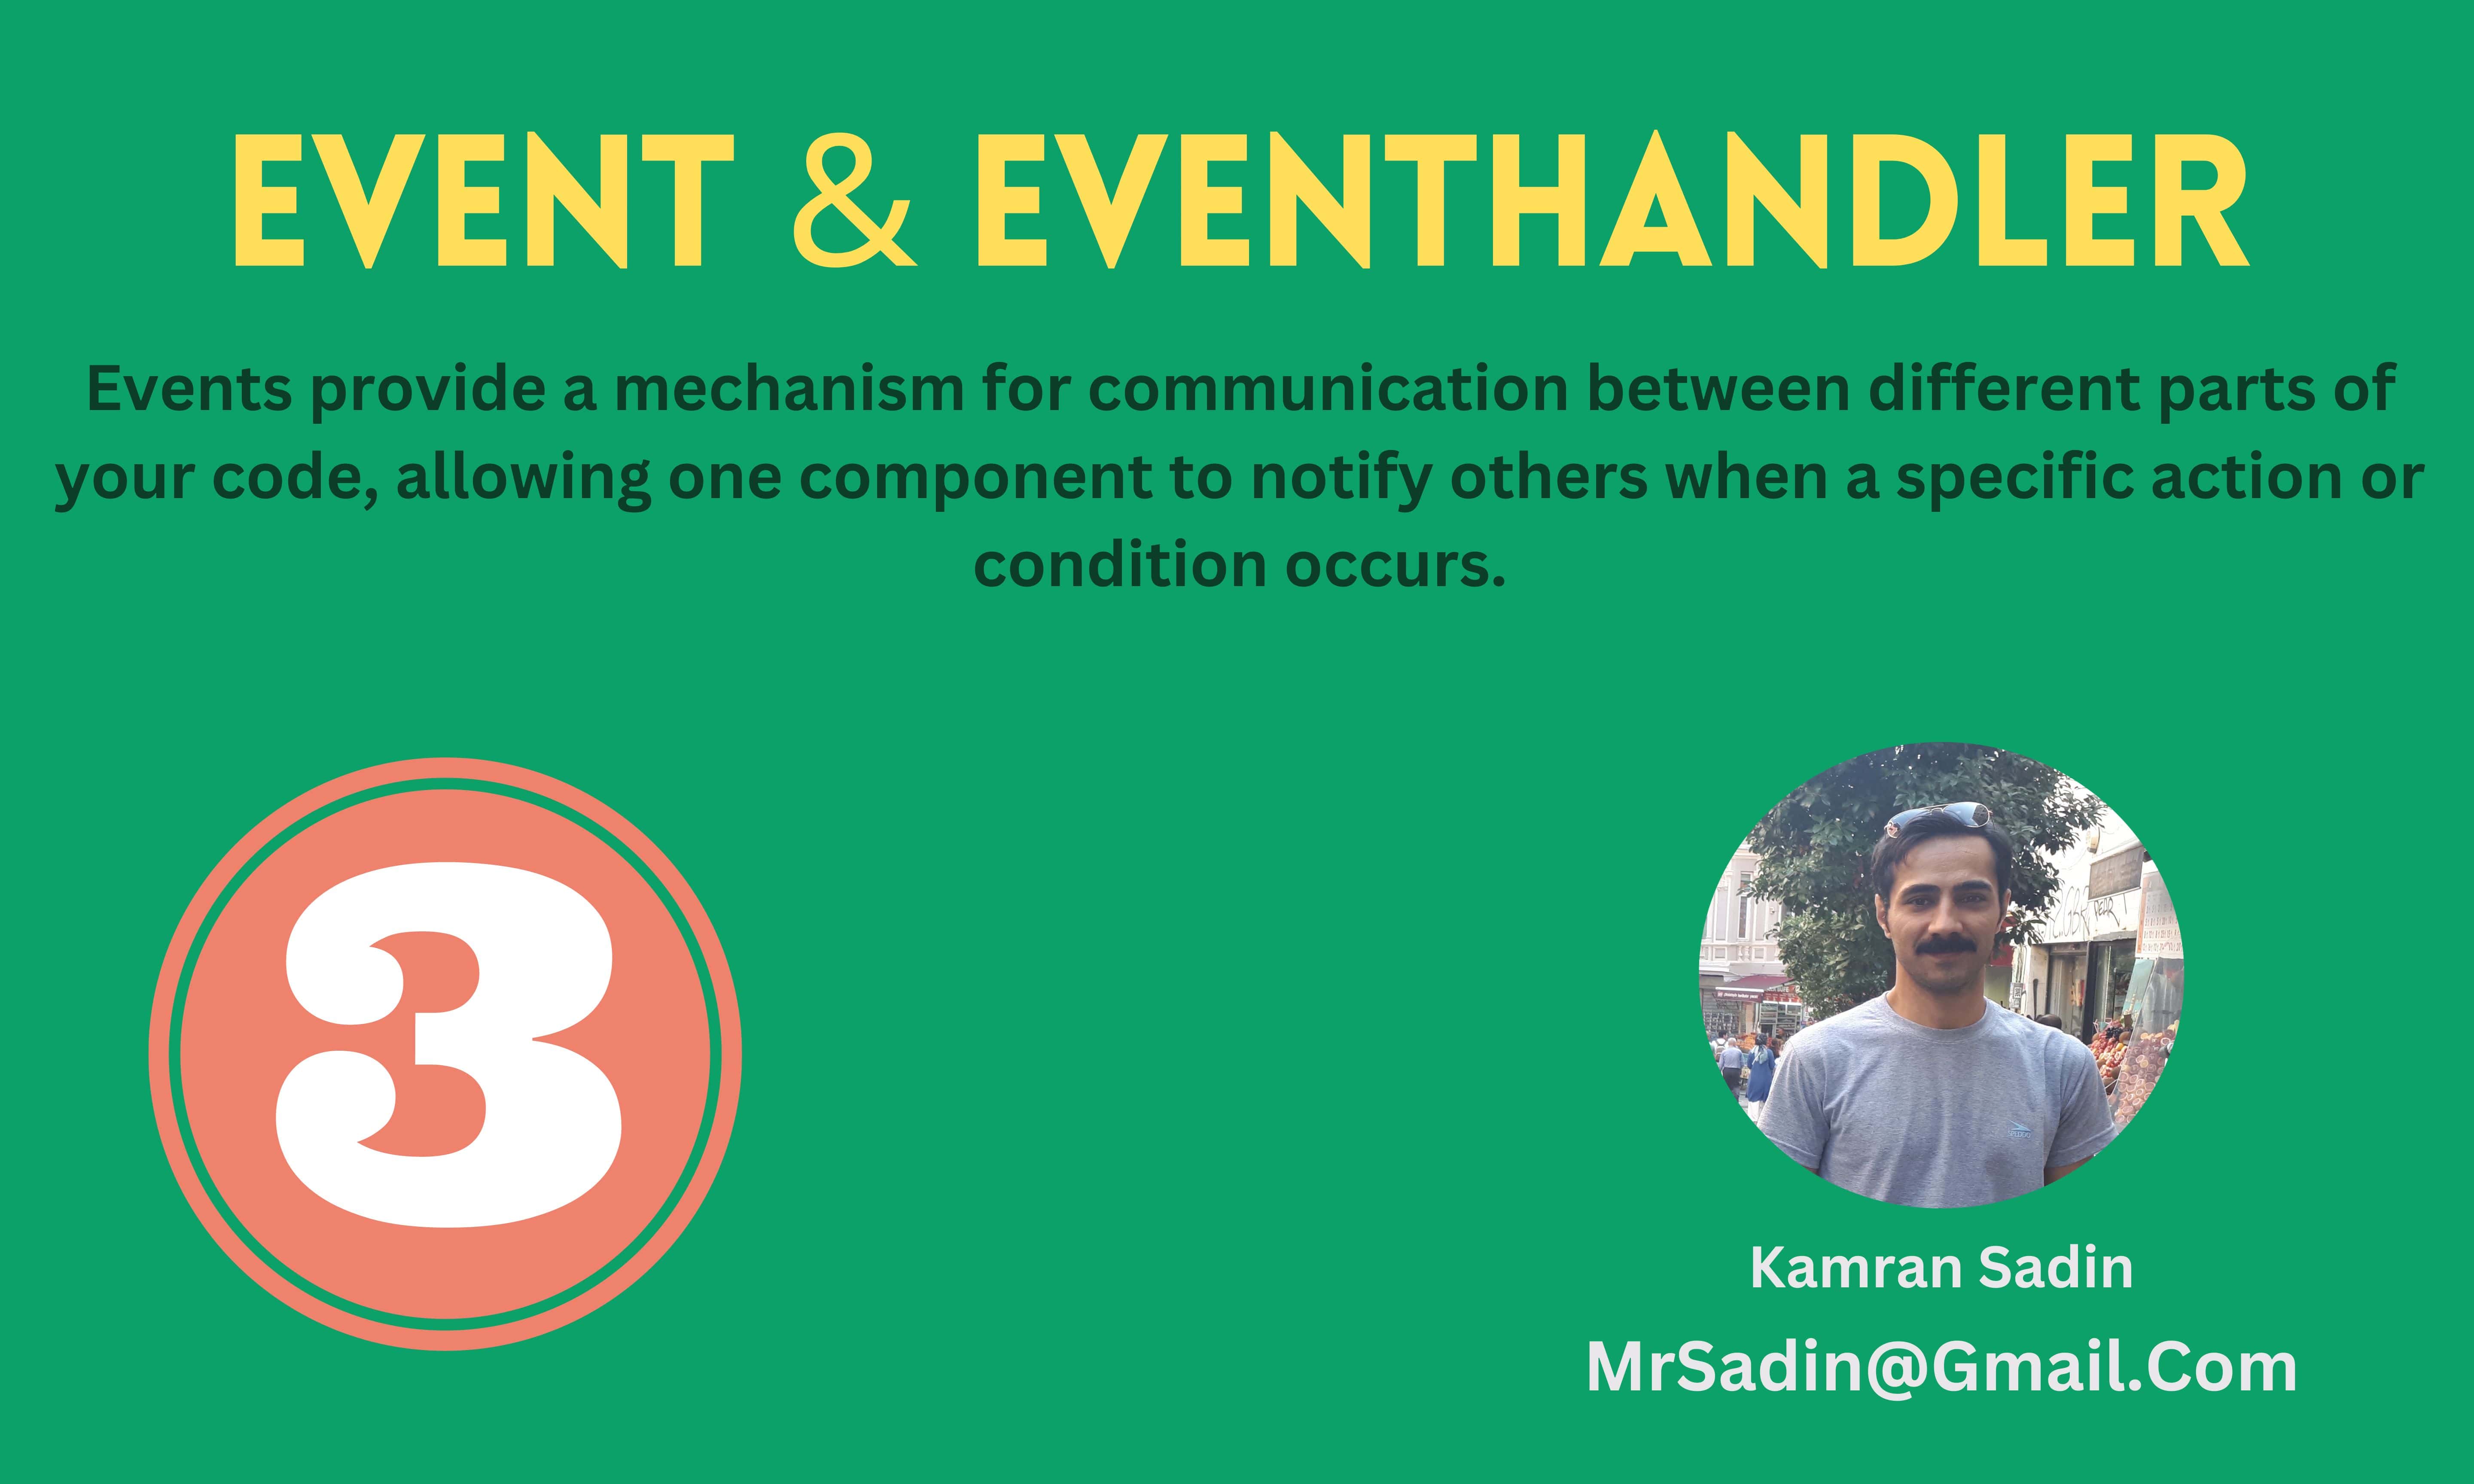 EVENT & EVENTHANDLER
Events provide a mechanism for communication between different parts of
your code, allowing one component to notify others when a specific action or
condition occurs.
3
Kamran Sadin
MrSadin@Gmail.Com